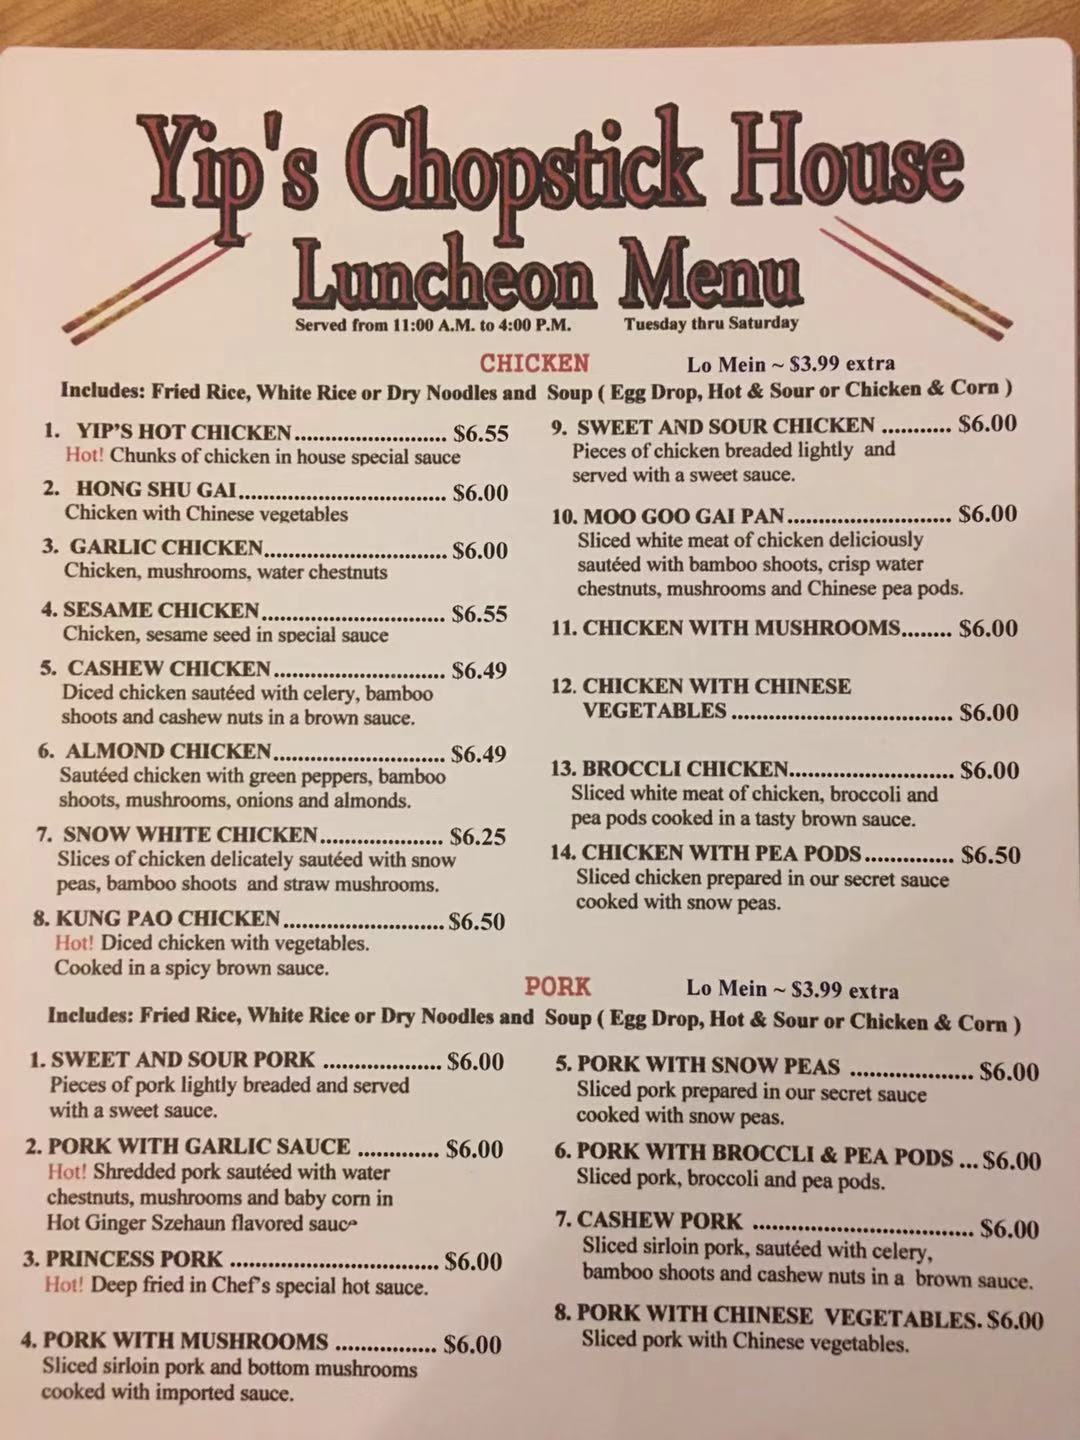 Yip's Chopstick House
Luncheon Menu
Served from 11:00 A.M. to 4:00 P.M. Tuesday thru Saturday
CHICKEN Lo Mein ~ $3.99 extra
Includes: Fried Rice, White Rice or Dry Noodles and Soup ( Egg Drop, Hot & Sour or Chicken & Corn )
1. YIP'S HOT CHICKEN........................ $6.55
Hot! Chunks of chicken in house special sauce
2. HONG SHU GAI................................. $6.00
Chicken with Chinese vegetables
3. GARLIC CHICKEN............................. $6.00
Chicken, mushrooms, water chestnuts
4. SESAME CHICKEN............................. $6.55
Chicken, sesame seed in special sauce
5. CASHEW CHICKEN........................... $6.49
Diced chicken sautéed with celery, bamboo
shoots and cashew nuts in a brown sauce.
6. ALMOND CHICKEN........................... $6.49
Sautéed chicken with green peppers, bamboo
shoots, mushrooms, onions and almonds.
7. SNOW WHITE CHICKEN.................... $6.25
Slices of chicken delicately sautéed with snow
peas, bamboo shoots and straw mushrooms.
8. KUNG PAO CHICKEN......................... $6.50
Hot! Diced chicken with vegetables.
Cooked in a spicy brown sauce.
9. SWEET AND SOUR CHICKEN ........... $6.00
Pieces of chicken breaded lightly and
served with a sweet sauce.
10. MOO GOO GAI PAN.......................... $6.00
Sliced white meat of chicken deliciously
sautéed with bamboo shoots, crisp water
chestnuts, mushrooms and Chinese pea pods.
11. CHICKEN WITH MUSHROOMS........ $6.00
12. CHICKEN WITH CHINESE
VEGETABLES ................................... $6.00
13. BROCCLI CHICKEN.......................... $6.00
Sliced white meat of chicken, broccoli and
pea pods cooked in a tasty brown sauce.
14. CHICKEN WITH PEA PODS.............. $6.50
Sliced chicken prepared in our secret sauce
cooked with snow peas.
PORK Lo Mein ~ $3.99 extra
Includes: Fried Rice, White Rice or Dry Noodles and Soup ( Egg Drop, Hot & Sour or Chicken & Corn )
1. SWEET AND SOUR PORK ................... $6.00
Pieces of pork lightly breaded and served
with a sweet sauce.
2. PORK WITH GARLIC SAUCE ............. $6.00
Hot! Shredded pork sautéed with water
chestnuts, mushrooms and baby corn in
Hot Ginger Szehaun flavored sauce
3. PRINCESS PORK ................................. $6.00
Hot! Deep fried in Chef's special hot sauce.
4. PORK WITH MUSHROOMS ................ $6.00
Sliced sirloin pork and bottom mushrooms
cooked with imported sauce.
5. PORK WITH SNOW PEAS ................... $6.00
Sliced pork prepared in our secret sauce
cooked with snow peas.
6. PORK WITH BROCCLI & PEA PODS ... $6.00
Sliced pork, broccoli and pea pods.
7. CASHEW PORK ................................... $6.00
Sliced sirloin pork, sautéed with celery,
bamboo shoots and cashew nuts in a brown sauce.
8. PORK WITH CHINESE VEGETABLES. $6.00
Sliced pork with Chinese vegetables.